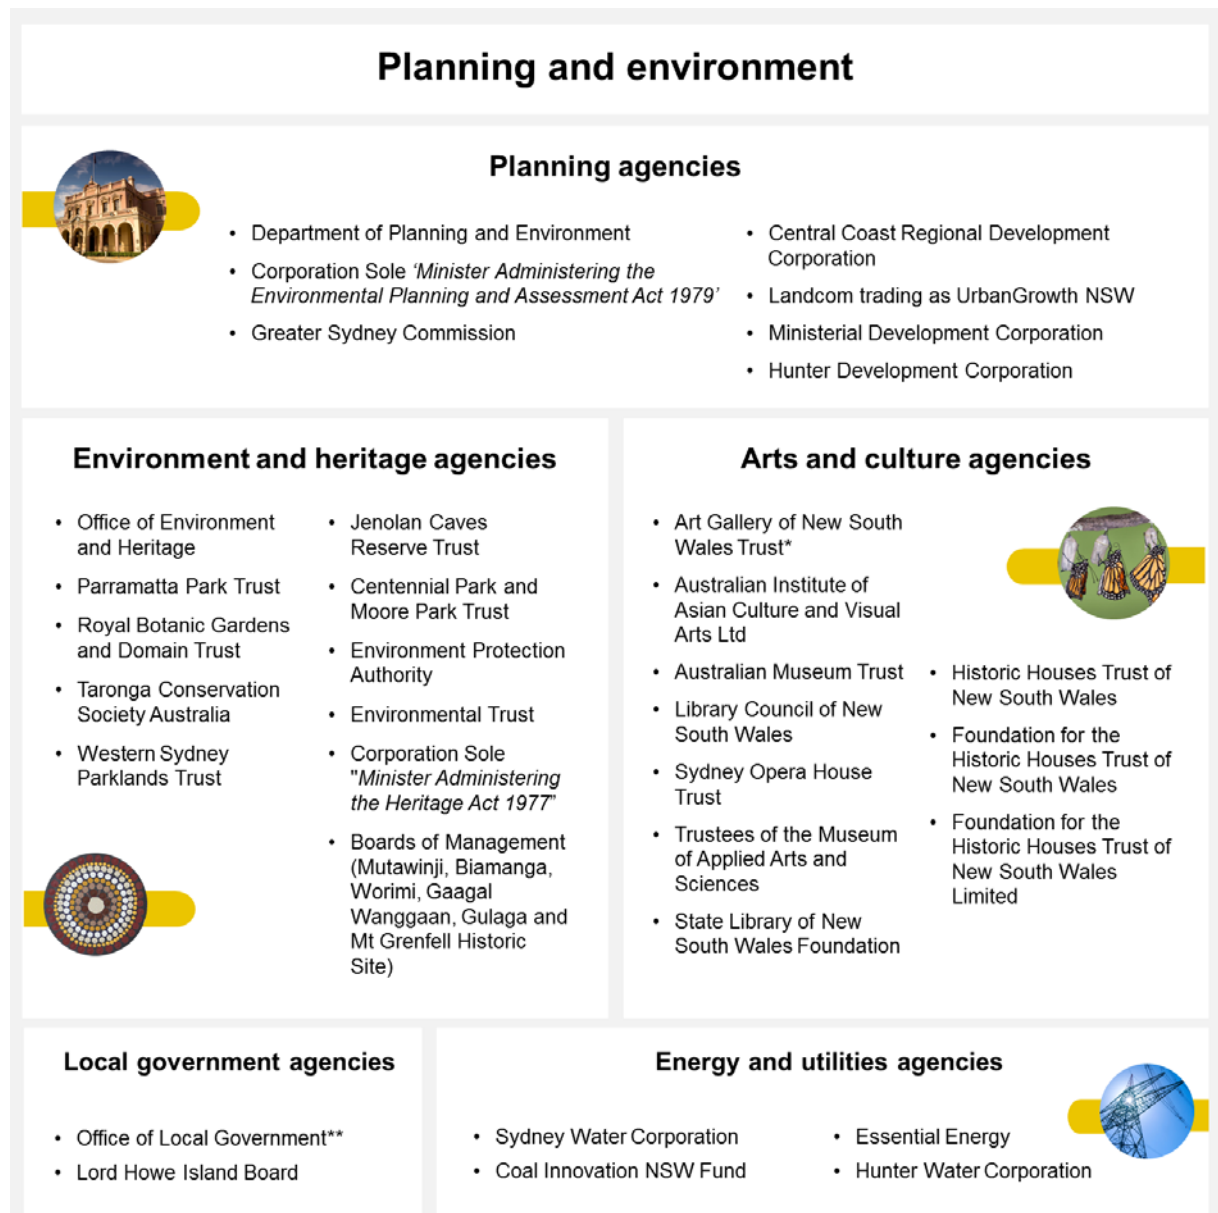 Planning and environment
Planning agencies
• Department of Planning and Environment
• Corporation Sole ‘Minister Administering the
Environmental Planning and Assessment Act 1979’
• Greater Sydney Commission
• Central Coast Regional Development
Corporation
• Landcom trading as UrbanGrowth NSW
• Ministerial Development Corporation
• Hunter Development Corporation
Environment and heritage agencies
• Office of Environment
and Heritage
• Parramatta Park Trust
• Royal Botanic Gardens
and Domain Trust
• Taronga Conservation
Society Australia
• Western Sydney
Parklands Trust
• Jenolan Caves
Reserve Trust
• Centennial Park and
Moore Park Trust
• Environment Protection
Authority
• Environmental Trust
• Corporation Sole
"Minister Administering
the Heritage Act 1977”
• Boards of Management
(Mutawinji, Biamanga,
Worimi, Gaagal
Wanggaan, Gulaga and
Mt Grenfell Historic
Site)
Arts and culture agencies
• Art Gallery of New South
Wales Trust*
• Australian Institute of
Asian Culture and Visual
Arts Ltd
• Australian Museum Trust
• Library Council of New
South Wales
• Sydney Opera House
Trust
• Trustees of the Museum
of Applied Arts and
Sciences
• State Library of New
South Wales Foundation
• Historic Houses Trust of
New South Wales
• Foundation for the
Historic Houses Trust of
New South Wales
• Foundation for the
Historic Houses Trust of
New South Wales
Limited
Local government agencies
• Office of Local Government**
• Lord Howe Island Board
Energy and utilities agencies
• Sydney Water Corporation
• Coal Innovation NSW Fund
• Essential Energy
• Hunter Water Corporation